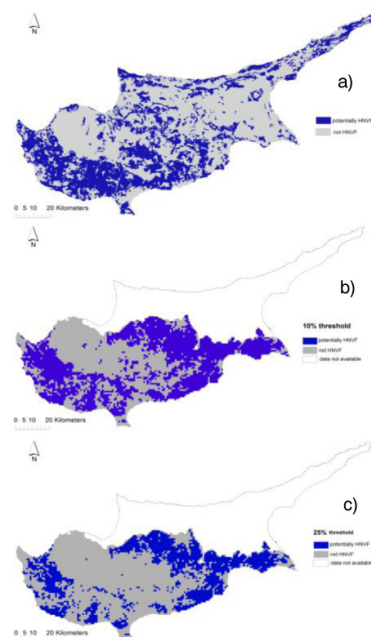 N
a)
potentially HNVF
not HNVF
0 5 10 20 Kilometers
N
b)
10% threshold
potentially HNVF
not HNVF
data not available
0 5 10 20 Kilometers
N
c)
25% threshold
potentially HNVF
not HNVF
data not available
0 5 10 20 Kilometers